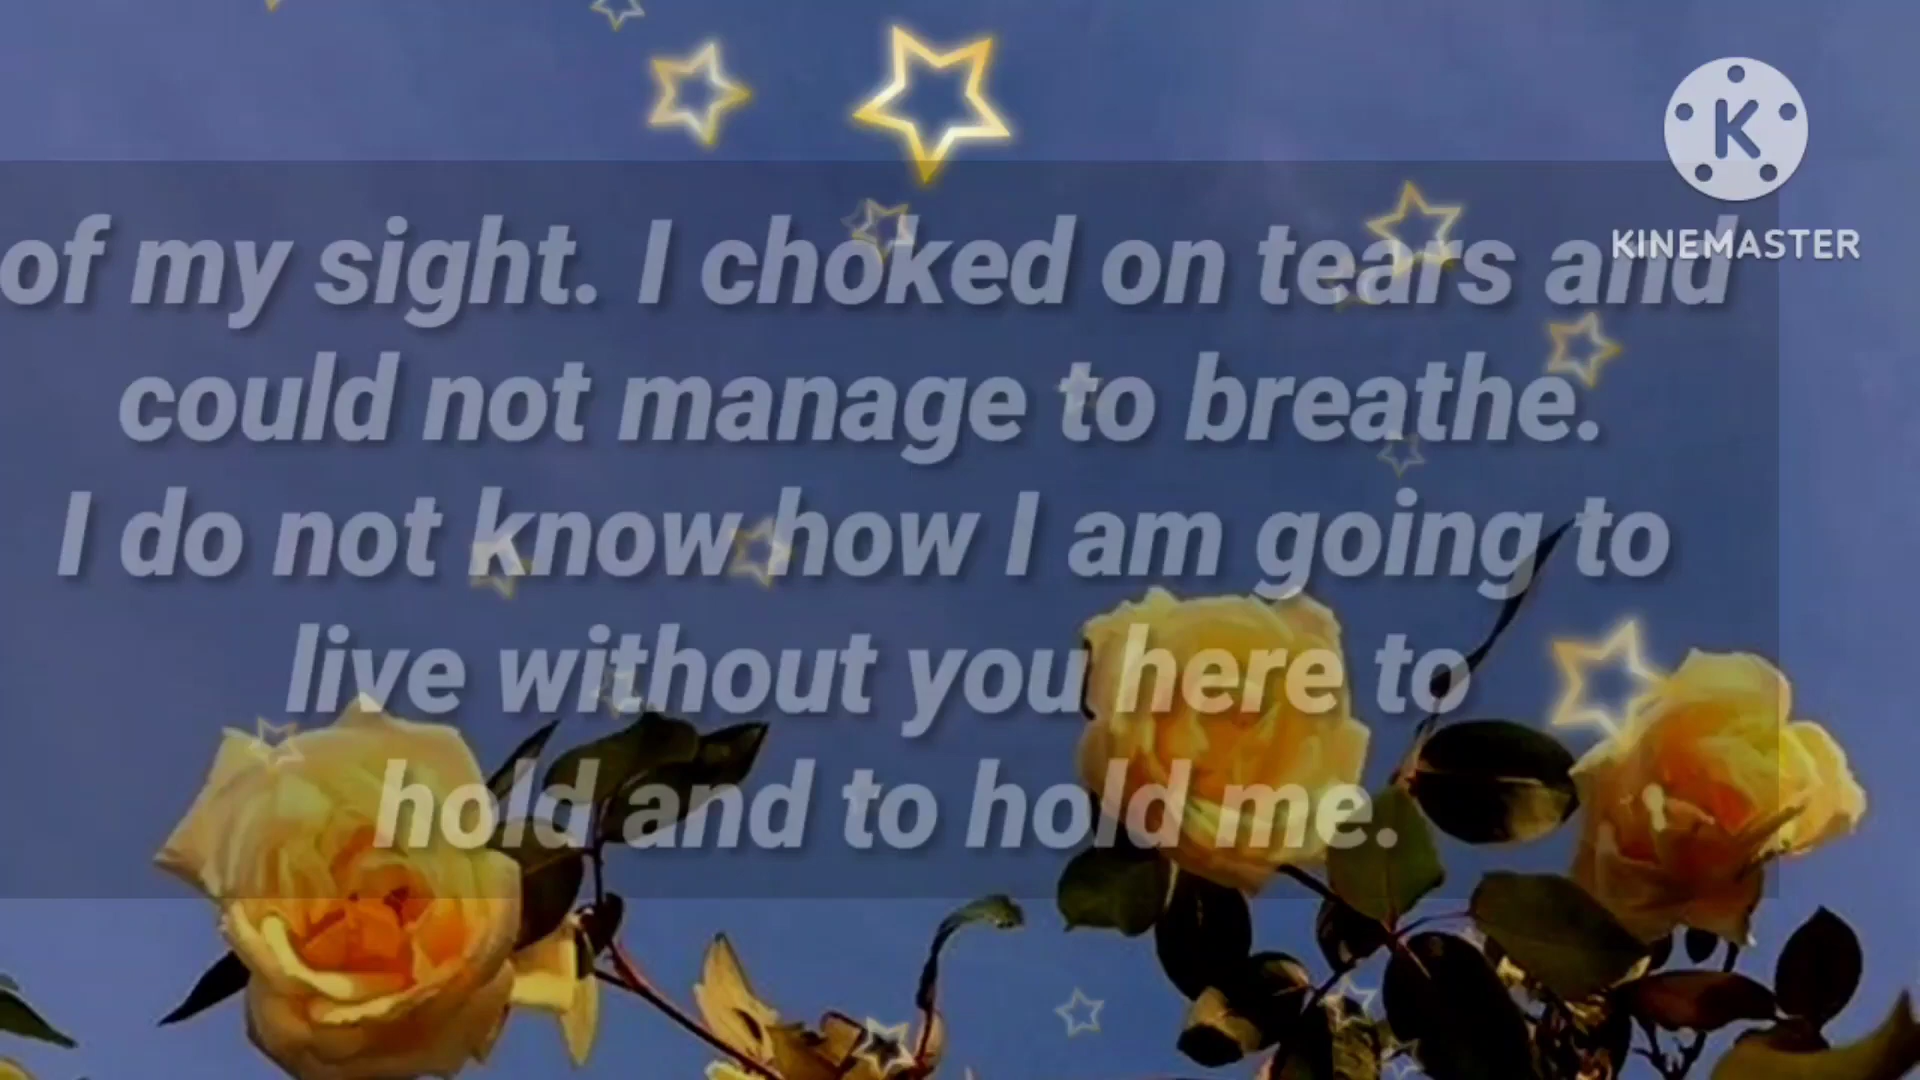 K
KINEMASTER
of my sight. I choked on tears and
could not manage to breathe.
I do not know how I am going to
live without you here to
hold and to hold me.